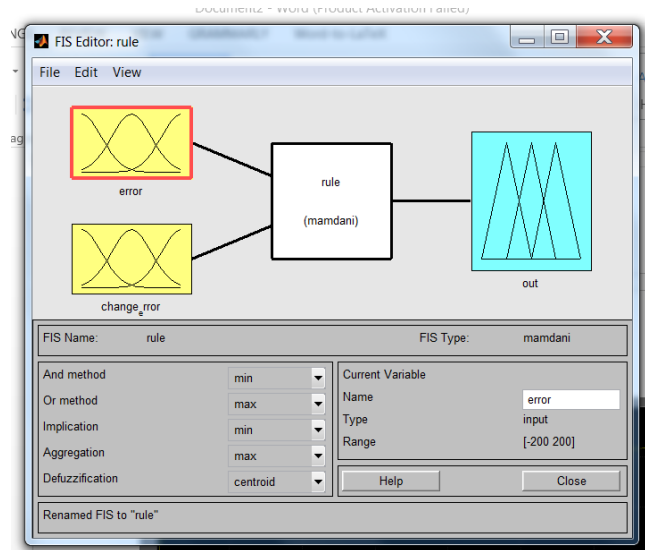 Document2 - Word (Product Activation Failed)
FIS Editor: rule
File Edit View
error
change_error
rule
(mamdani)
out
FIS Name: rule FIS Type: mamdani
And method min
Or method max
Implication min
Aggregation max
Defuzzification centroid
Current Variable
Name error
Type input
Range [-200 200]
Help Close
Renamed FIS to "rule"